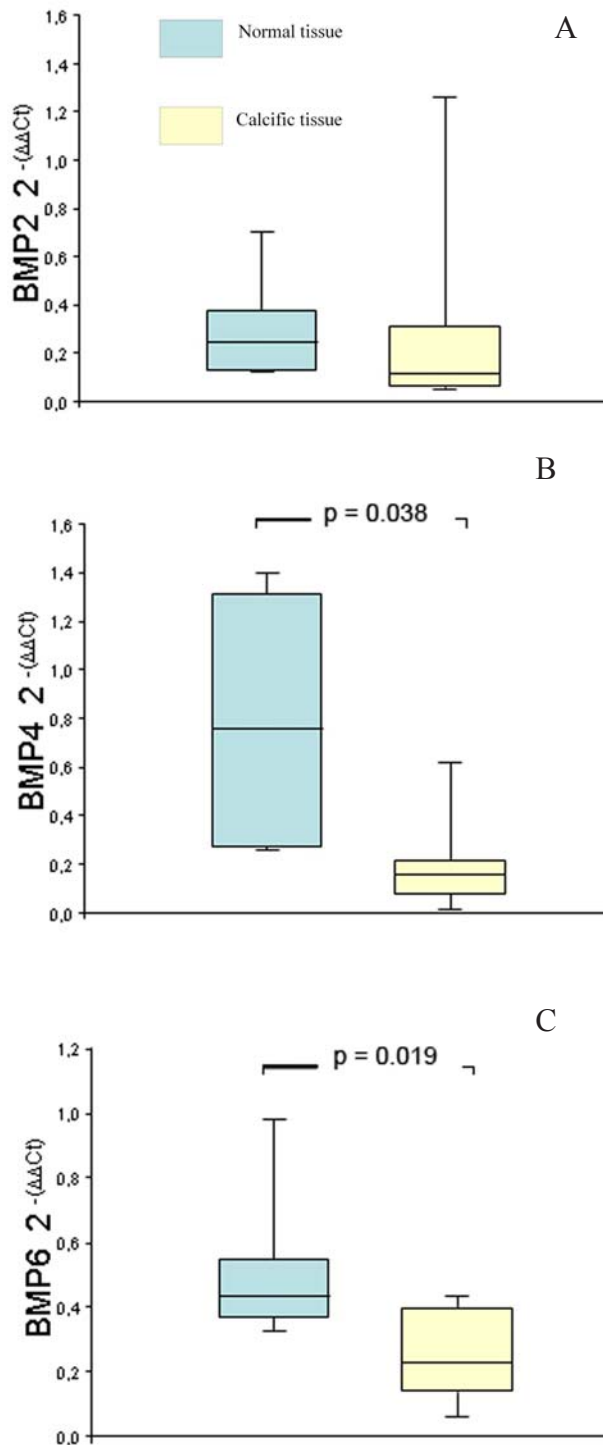 A
1,6
1,4
1,2
1,0
0,8
0,6
0,4
0,2
0,0
BMP2 2 -(ΔΔCt)
Normal tissue
Calcific tissue
B
p = 0.038
1,6
1,4
1,2
1,0
0,8
0,6
0,4
0,2
0,0
BMP4 2 -(ΔΔCt)
C
p = 0.019
1,2
1,0
0,8
0,6
0,4
0,2
0,0
BMP6 2 -(ΔΔCt)